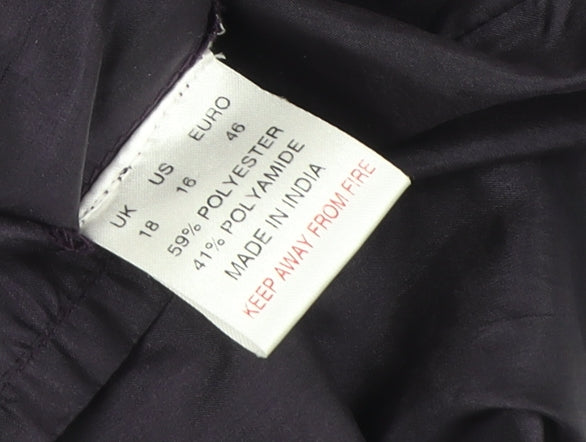 UK US EURO
18 16 46
59% POLYESTER
41% POLYAMIDE
MADE IN INDIA
KEEP AWAY FROM FIRE